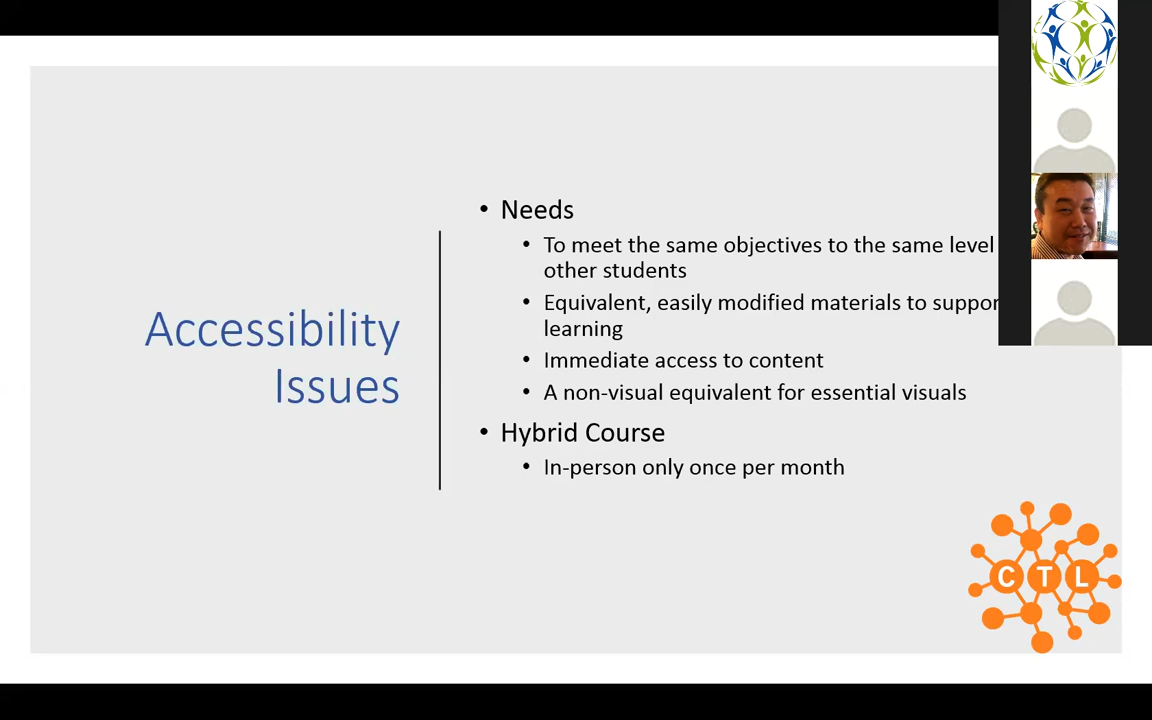 Accessibility
Issues
• Needs
• To meet the same objectives to the same level
other students
• Equivalent, easily modified materials to suppor
learning
• Immediate access to content
• A non-visual equivalent for essential visuals
• Hybrid Course
• In-person only once per month
CTL